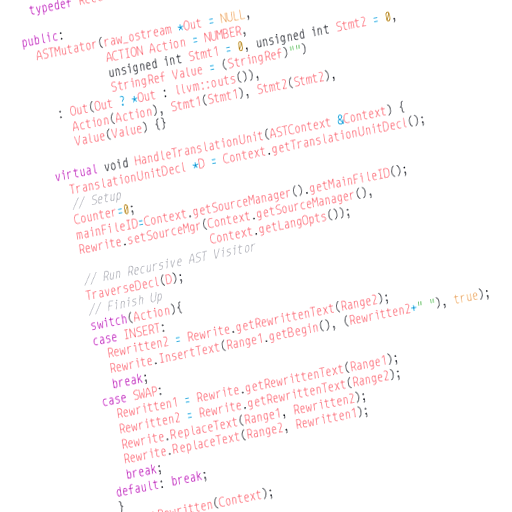 typedef
public:
ASTMutator(raw_ostream *Out = NULL,
ACTION Action = NUMBER,
unsigned int Stmt1 = 0, unsigned int Stmt2 = 0,
StringRef Value = (StringRef)"")
: Out(Out ? *Out : llvm::outs()),
Action(Action), Stmt1(Stmt1), Stmt2(Stmt2),
Value(Value) {}
virtual void HandleTranslationUnit(ASTContext &Context) {
TranslationUnitDecl *D = Context.getTranslationUnitDecl();
// Setup
Counter=0;
mainFileID=Context.getSourceManager().getMainFileID();
Rewrite.setSourceMgr(Context.getSourceManager(),
Context.getLangOpts());
// Run Recursive AST Visitor
TraverseDecl(D);
// Finish Up
switch(Action){
case INSERT:
Rewritten2 = Rewrite.getRewrittenText(Range2);
Rewrite.InsertText(Range1.getBegin(), (Rewritten2+" "), true);
break;
case SWAP:
Rewritten1 = Rewrite.getRewrittenText(Range1);
Rewritten2 = Rewrite.getRewrittenText(Range2);
Rewrite.ReplaceText(Range1, Rewritten2);
Rewrite.ReplaceText(Range2, Rewritten1);
break;
default: break;
}
(Context);